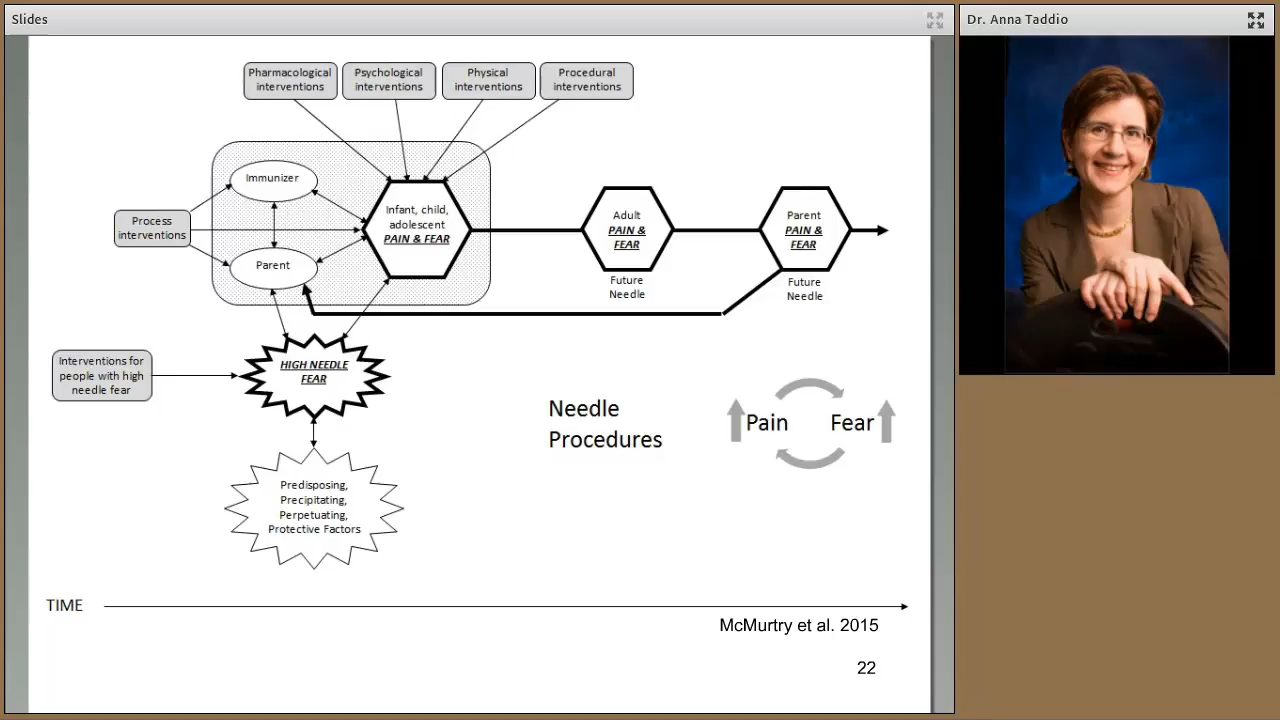 Slides
Dr. Anna Taddio
Pharmacological
interventions
Psychological
interventions
Physical
interventions
Procedural
interventions
Immunizer
Process
interventions
Parent
Infant, child,
adolescent
PAIN & FEAR
Adult
PAIN &
FEAR
Future
Needle
Parent
PAIN &
FEAR
Future
Needle
Interventions for
people with high
needle fear
HIGH NEEDLE
FEAR
Needle
Procedures
Pain
Fear
Predisposing,
Precipitating,
Perpetuating,
Protective Factors
TIME
McMurtry et al. 2015
22